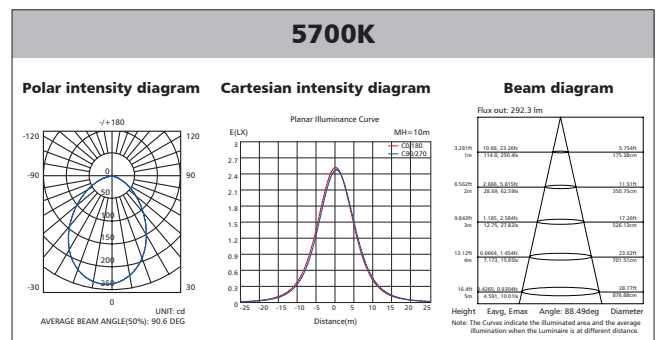 5700K
Polar intensity diagram
-/+180
-120
120
-90
90
-30
30
0
50
100
150
200
250
0
UNIT: cd
AVERAGE BEAM ANGLE(50%): 90.6 DEG
Cartesian intensity diagram
Planar Illuminance Curve
E(LX)
MH=10m
C0/180
C90/270
3
2.7
2.4
2.1
1.8
1.5
1.2
0.9
0.6
0.3
0
-25 -20 -15 -10 -5 0 5 10 15 20 25
Distance(m)
Beam diagram
Flux out: 292.3 lm
3.281ft 10.66, 23.26fc 5.754ft
1m 114.8, 250.4lx 175.38cm
6.562ft 2.666, 5.815fc 11.51ft
2m 28.69, 62.59lx 350.75cm
9.843ft 1.185, 2.584fc 17.26ft
3m 12.75, 27.82lx 526.13cm
13.12ft 0.6664, 1.454fc 23.02ft
4m 7.173, 15.65lx 701.51cm
16.4ft 0.4265, 0.9304fc 28.77ft
5m 4.591, 10.01lx 876.88cm
Height Eavg, Emax Angle: 88.49deg Diameter
Note: The Curves indicate the illuminated area and the average
illumination when the Luminaire is at different distance.